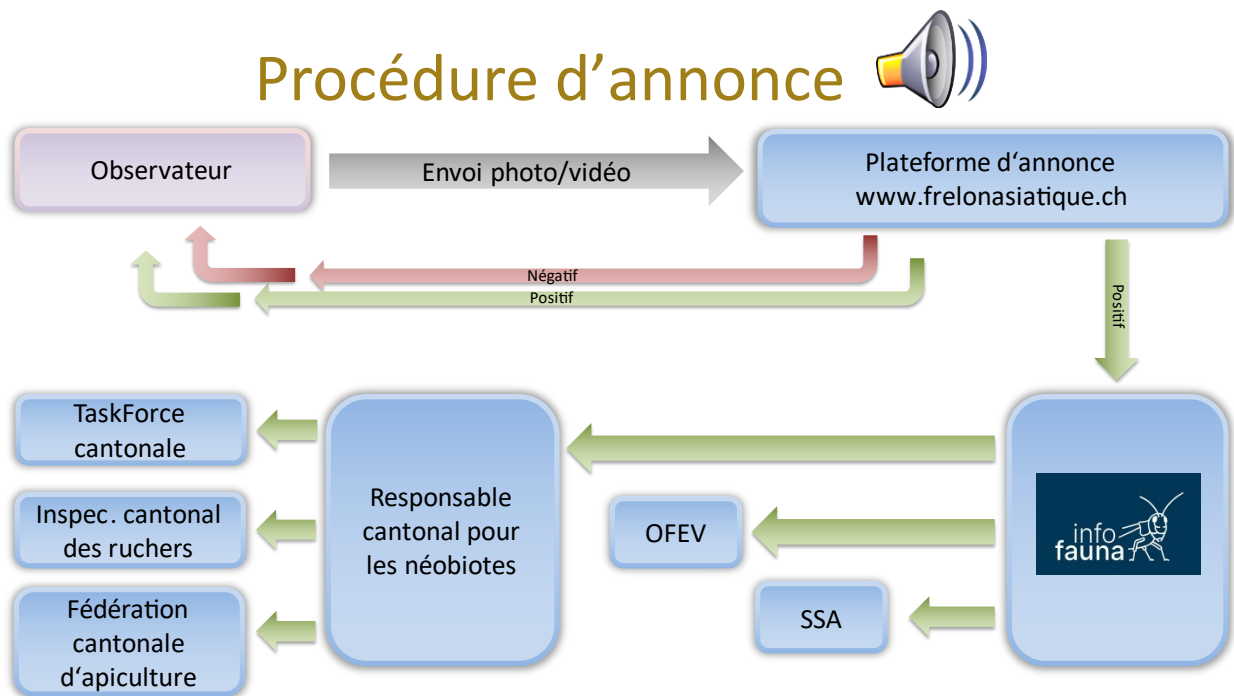 Procédure d’annonce
Observateur
Envoi photo/vidéo
Plateforme d‘annonce
www.frelonasiatique.ch
Négatif
Positif
Positif
TaskForce
cantonale
Inspec. cantonal
des ruchers
Fédération
cantonale
d‘apiculture
Responsable
cantonal pour
les néobiotes
OFEV
SSA
info
fauna